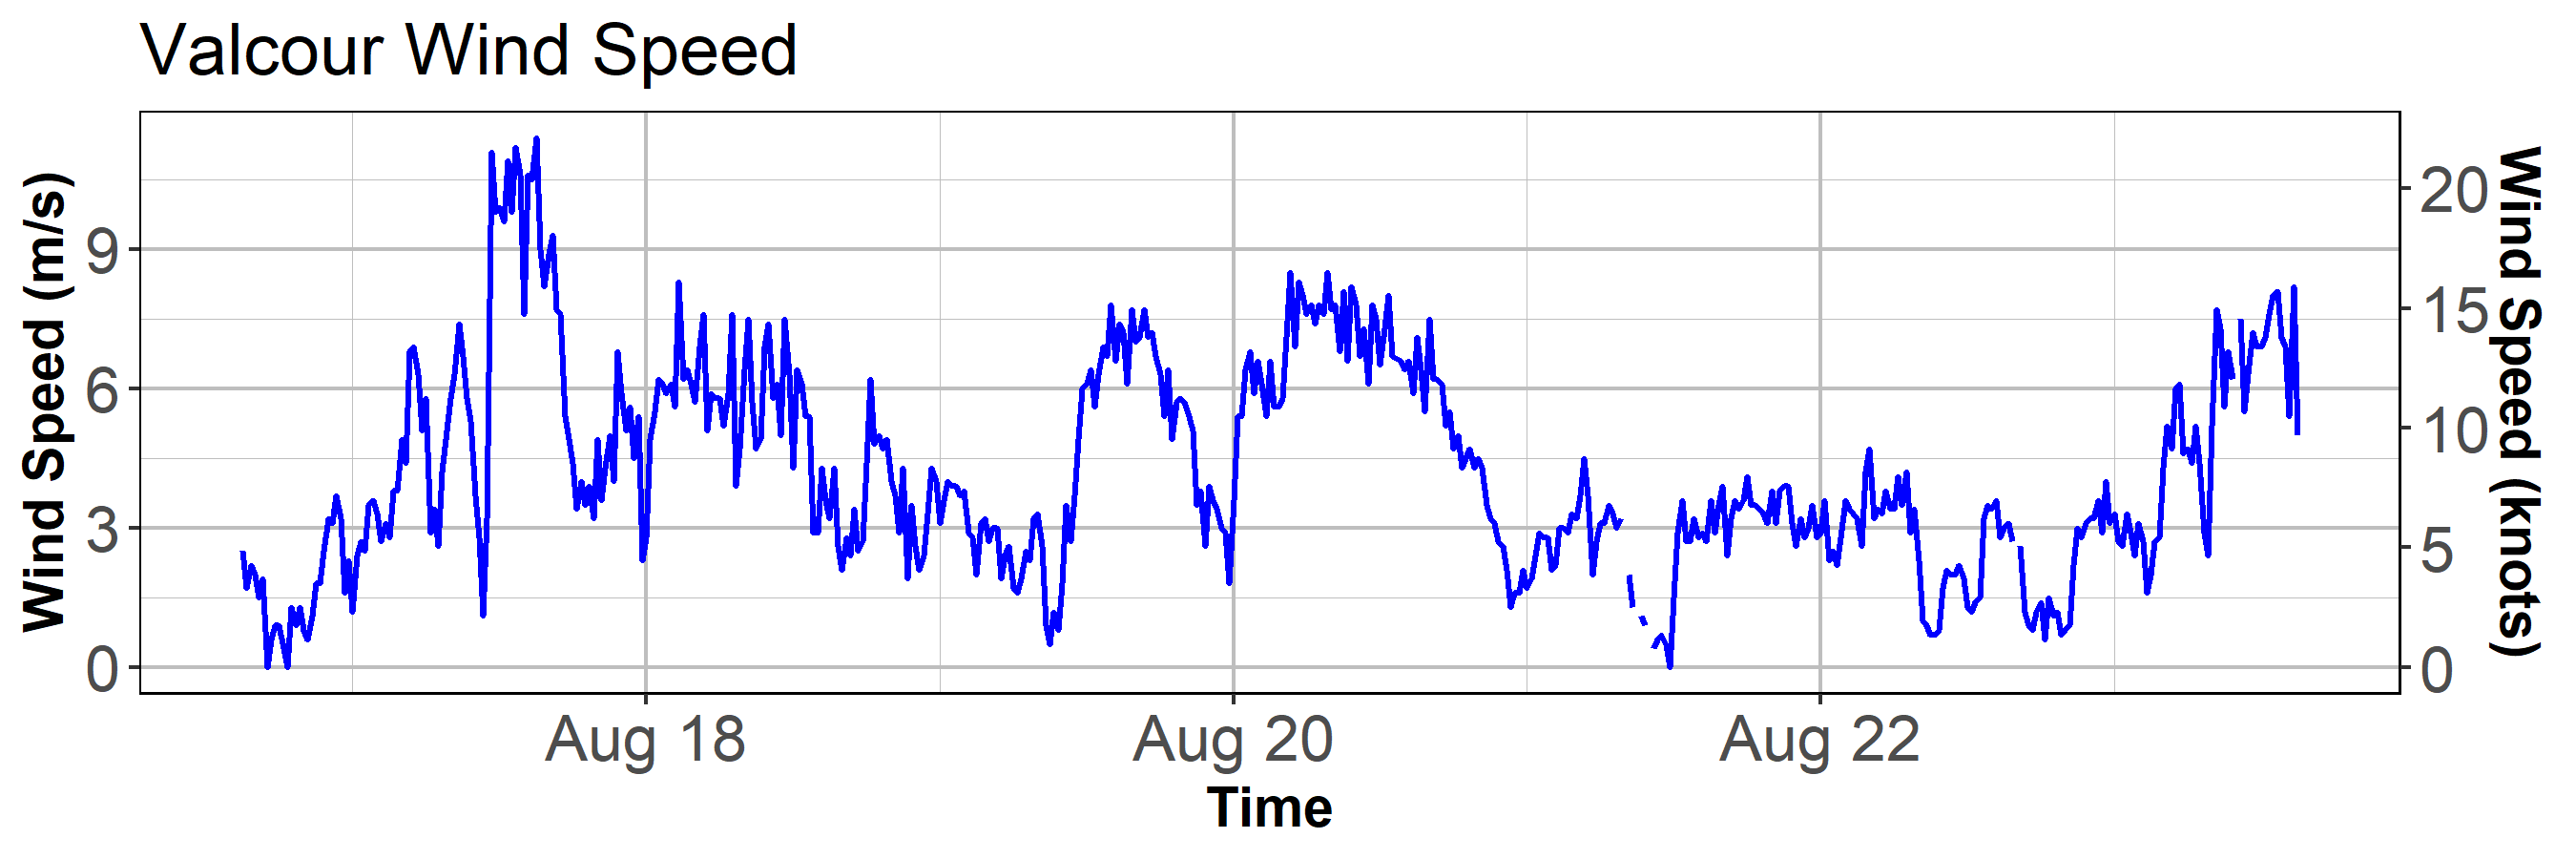 Valcour Wind Speed
Wind Speed (m/s)
9
6
3
0
20
15
10
5
0
Wind Speed (knots)
Aug 18
Aug 20
Aug 22
Time